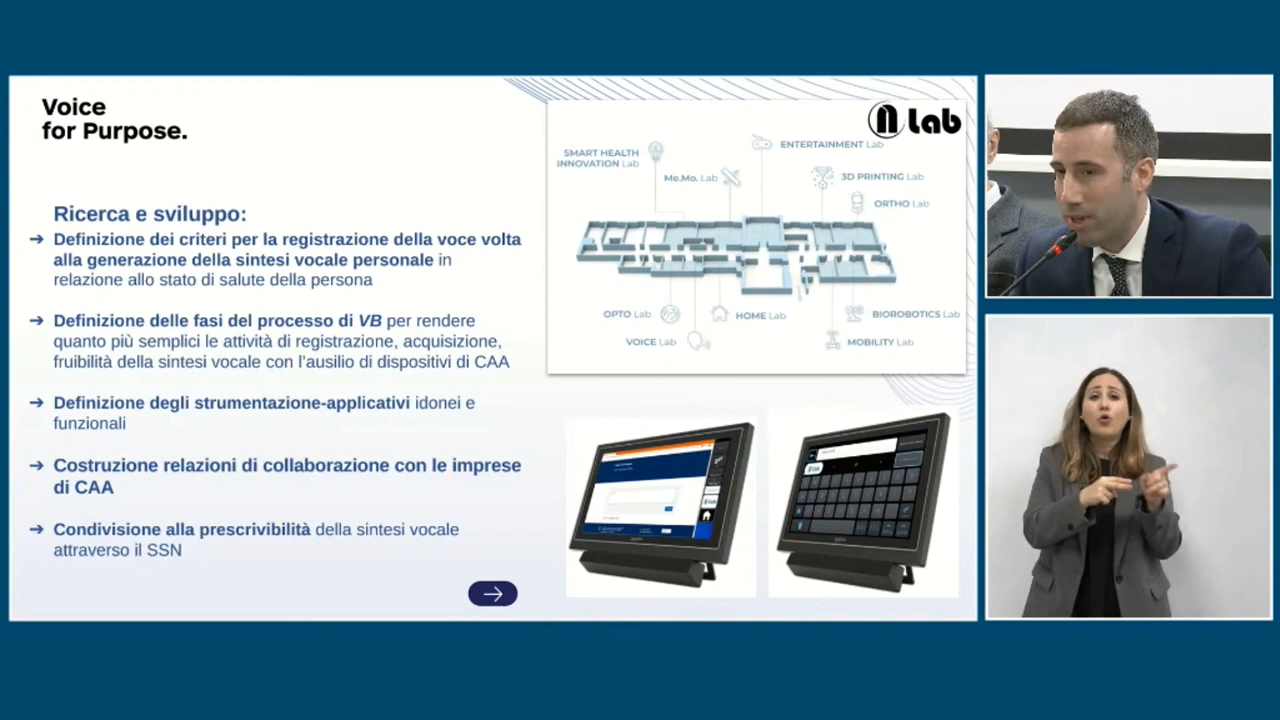 Voice
for Purpose.
Ricerca e sviluppo:
➔ Definizione dei criteri per la registrazione della voce volta
alla generazione della sintesi vocale personale in
relazione allo stato di salute della persona
➔ Definizione delle fasi del processo di VB per rendere
quanto più semplici le attività di registrazione, acquisizione,
fruibilità della sintesi vocale con l'ausilio di dispositivi di CAA
➔ Definizione degli strumentazione-applicativi idonei e
funzionali
➔ Costruzione relazioni di collaborazione con le imprese
di CAA
➔ Condivisione alla prescrivibilità della sintesi vocale
attraverso il SSN
n Lab
SMART HEALTH
INNOVATION Lab
ENTERTAINMENT Lab
Me.Mo. Lab
3D PRINTING Lab
ORTHO Lab
OPTO Lab
HOME Lab
BIOROBOTICS Lab
VOICE Lab
MOBILITY Lab